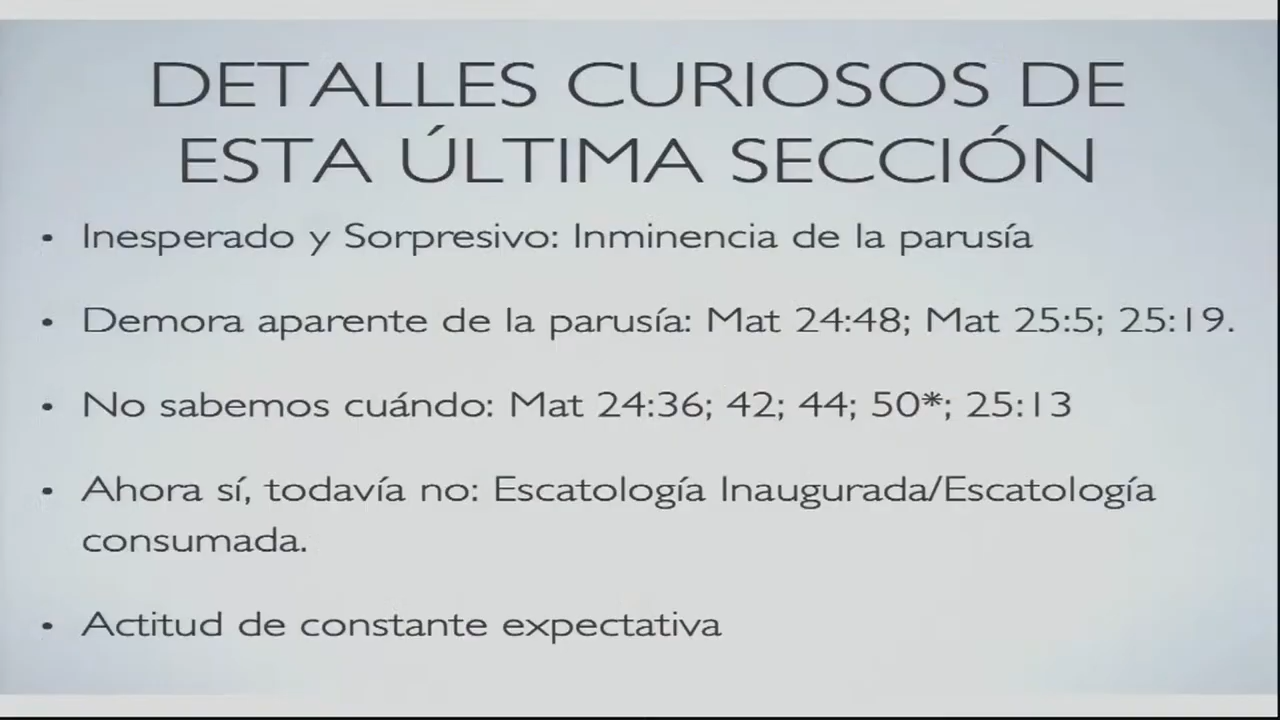 DETALLES CURIOSOS DE
ESTA ÚLTIMA SECCIÓN
• Inesperado y Sorpresivo: Inminencia de la parusía
• Demora aparente de la parusía: Mat 24:48; Mat 25:5; 25:19.
• No sabemos cuándo: Mat 24:36; 42; 44; 50*; 25:13
• Ahora sí, todavía no: Escatología Inaugurada/Escatología
consumada.
• Actitud de constante expectativa